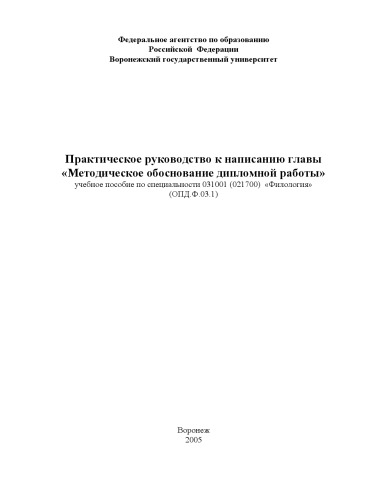 Федеральное агентство по образованию
Российской Федерации
Воронежский государственный университет
Практическое руководство к написанию главы
«Методическое обоснование дипломной работы»
учебное пособие по специальности 031001 (021700) «Филология»
(ОПД.Ф.03.1)
Воронеж
2005